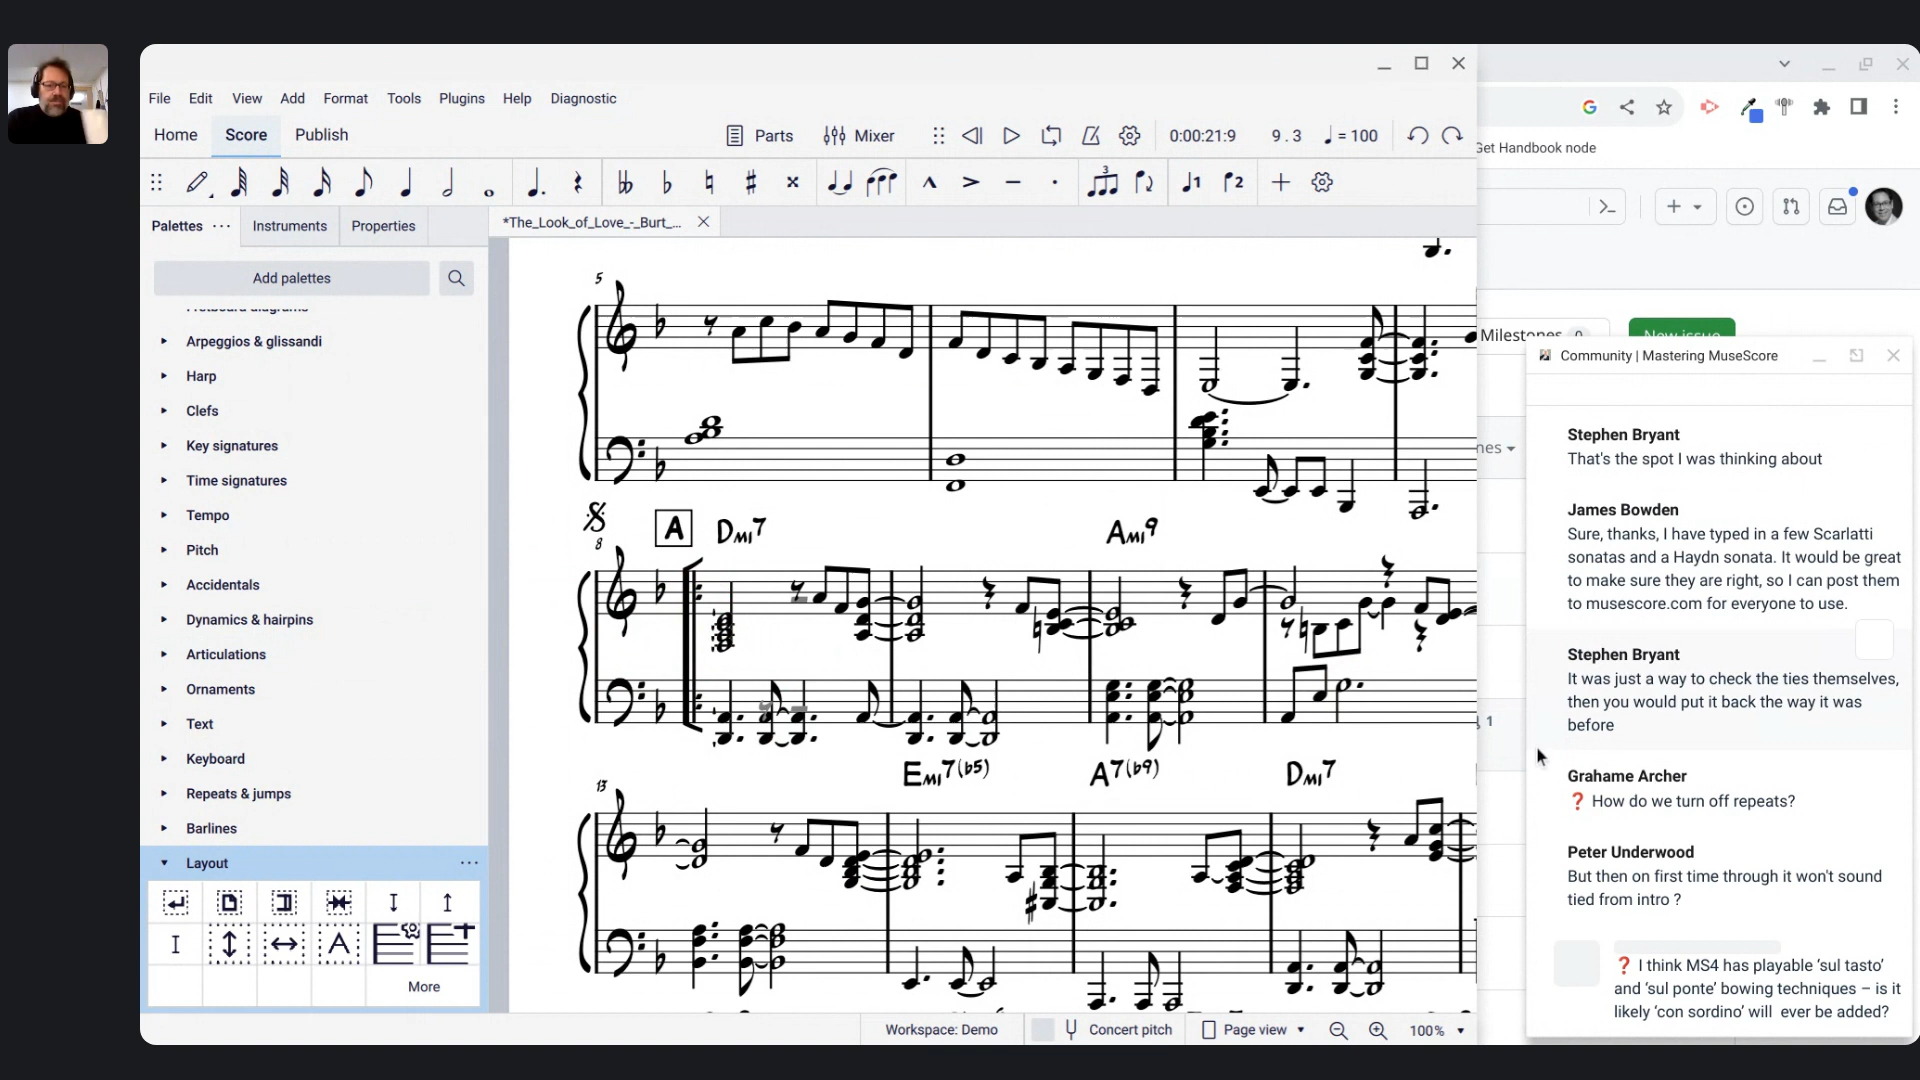 File Edit View Add Format Tools Plugins Help Diagnostic
Home Score Publish
Parts Mixer 0:00:21:9 9 . 3 = 100
Get Handbook node
3 1 2
Palettes Instruments Properties
*The_Look_of_Love_-_Burt_...
Add palettes
Arpeggios & glissandi
Harp
Clefs
Key signatures
Time signatures
Tempo
Pitch
Accidentals
Dynamics & hairpins
Articulations
Ornaments
Text
Keyboard
Repeats & jumps
Barlines
Layout
More
5
8
A DMI7 AMI9
13
EMI7(b5) A7(b9) DMI7
Workspace: Demo Concert pitch Page view 100%
Milestones 0 New issue
1
Community | Mastering MuseScore
Stephen Bryant
That's the spot I was thinking about
James Bowden
Sure, thanks, I have typed in a few Scarlatti
sonatas and a Haydn sonata. It would be great
to make sure they are right, so I can post them
to musescore.com for everyone to use.
Stephen Bryant
It was just a way to check the ties themselves,
then you would put it back the way it was
before
Grahame Archer
❓ How do we turn off repeats?
Peter Underwood
But then on first time through it won't sound
tied from intro ?
❓ I think MS4 has playable ‘sul tasto’
and ‘sul ponte’ bowing techniques – is it
likely ‘con sordino’ will ever be added?